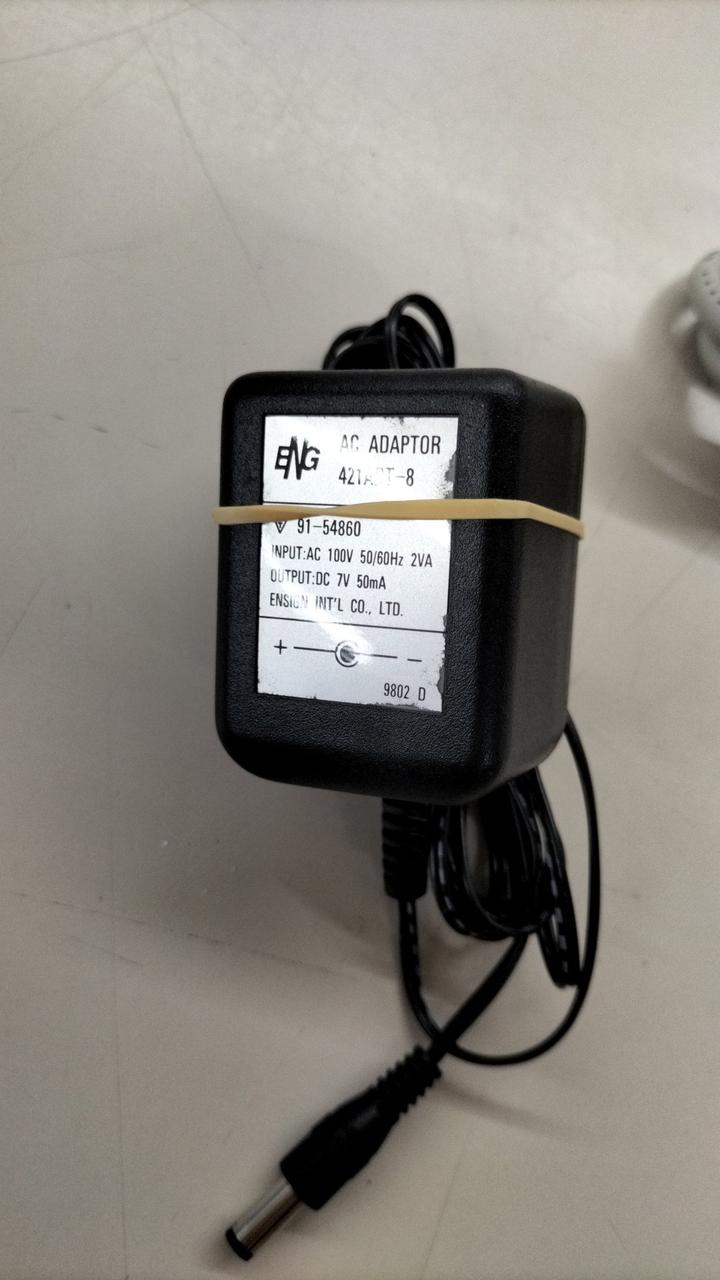 ENG
AC ADAPTOR
91-54860
INPUT:AC 100V 50/60Hz 2VA
OUTPUT:DC 7V 50mA
ENSIGN INT'L CO., LTD.
+ −
9802 D